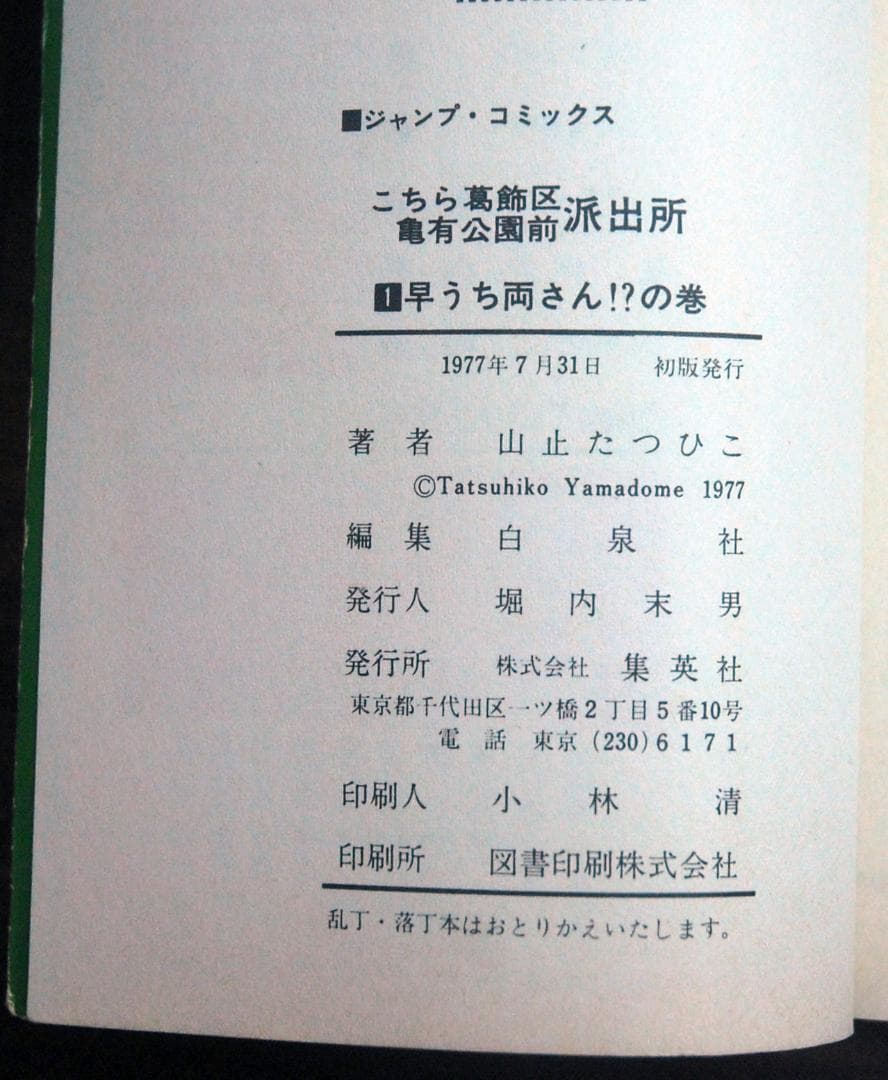 ■ジャンプ・コミックス
こちら葛飾区
亀有公園前派出所
1早うち両さん!?の巻
1977年7月31日 初版発行
著者 山止たつひこ
©Tatsuhiko Yamadome 1977
編集 白泉社
発行人 堀内末男
発行所 株式会社 集英社
東京都千代田区一ツ橋2丁目5番10号
電話 東京(230)6171
印刷人 小林清
印刷所 図書印刷株式会社
乱丁・落丁本はおとりかえいたします。